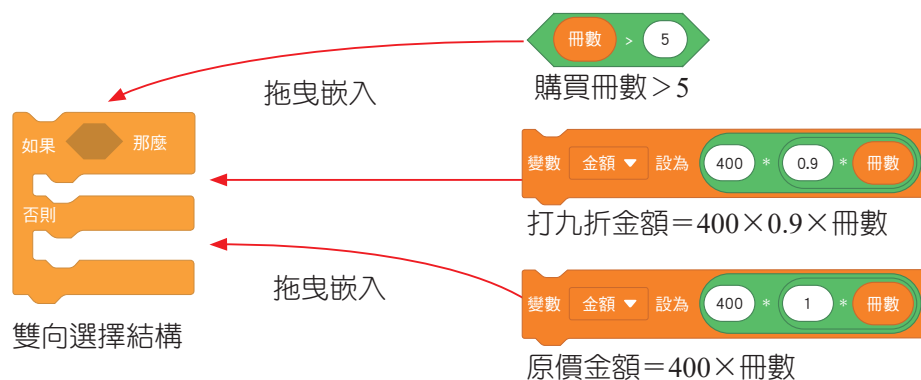 冊數 > 5
拖曳嵌入
購買冊數＞5
如果 那麼
變數 金額 設為 400 * 0.9 * 冊數
否則
打九折金額＝400×0.9×冊數
拖曳嵌入
變數 金額 設為 400 * 1 * 冊數
雙向選擇結構
原價金額＝400×冊數